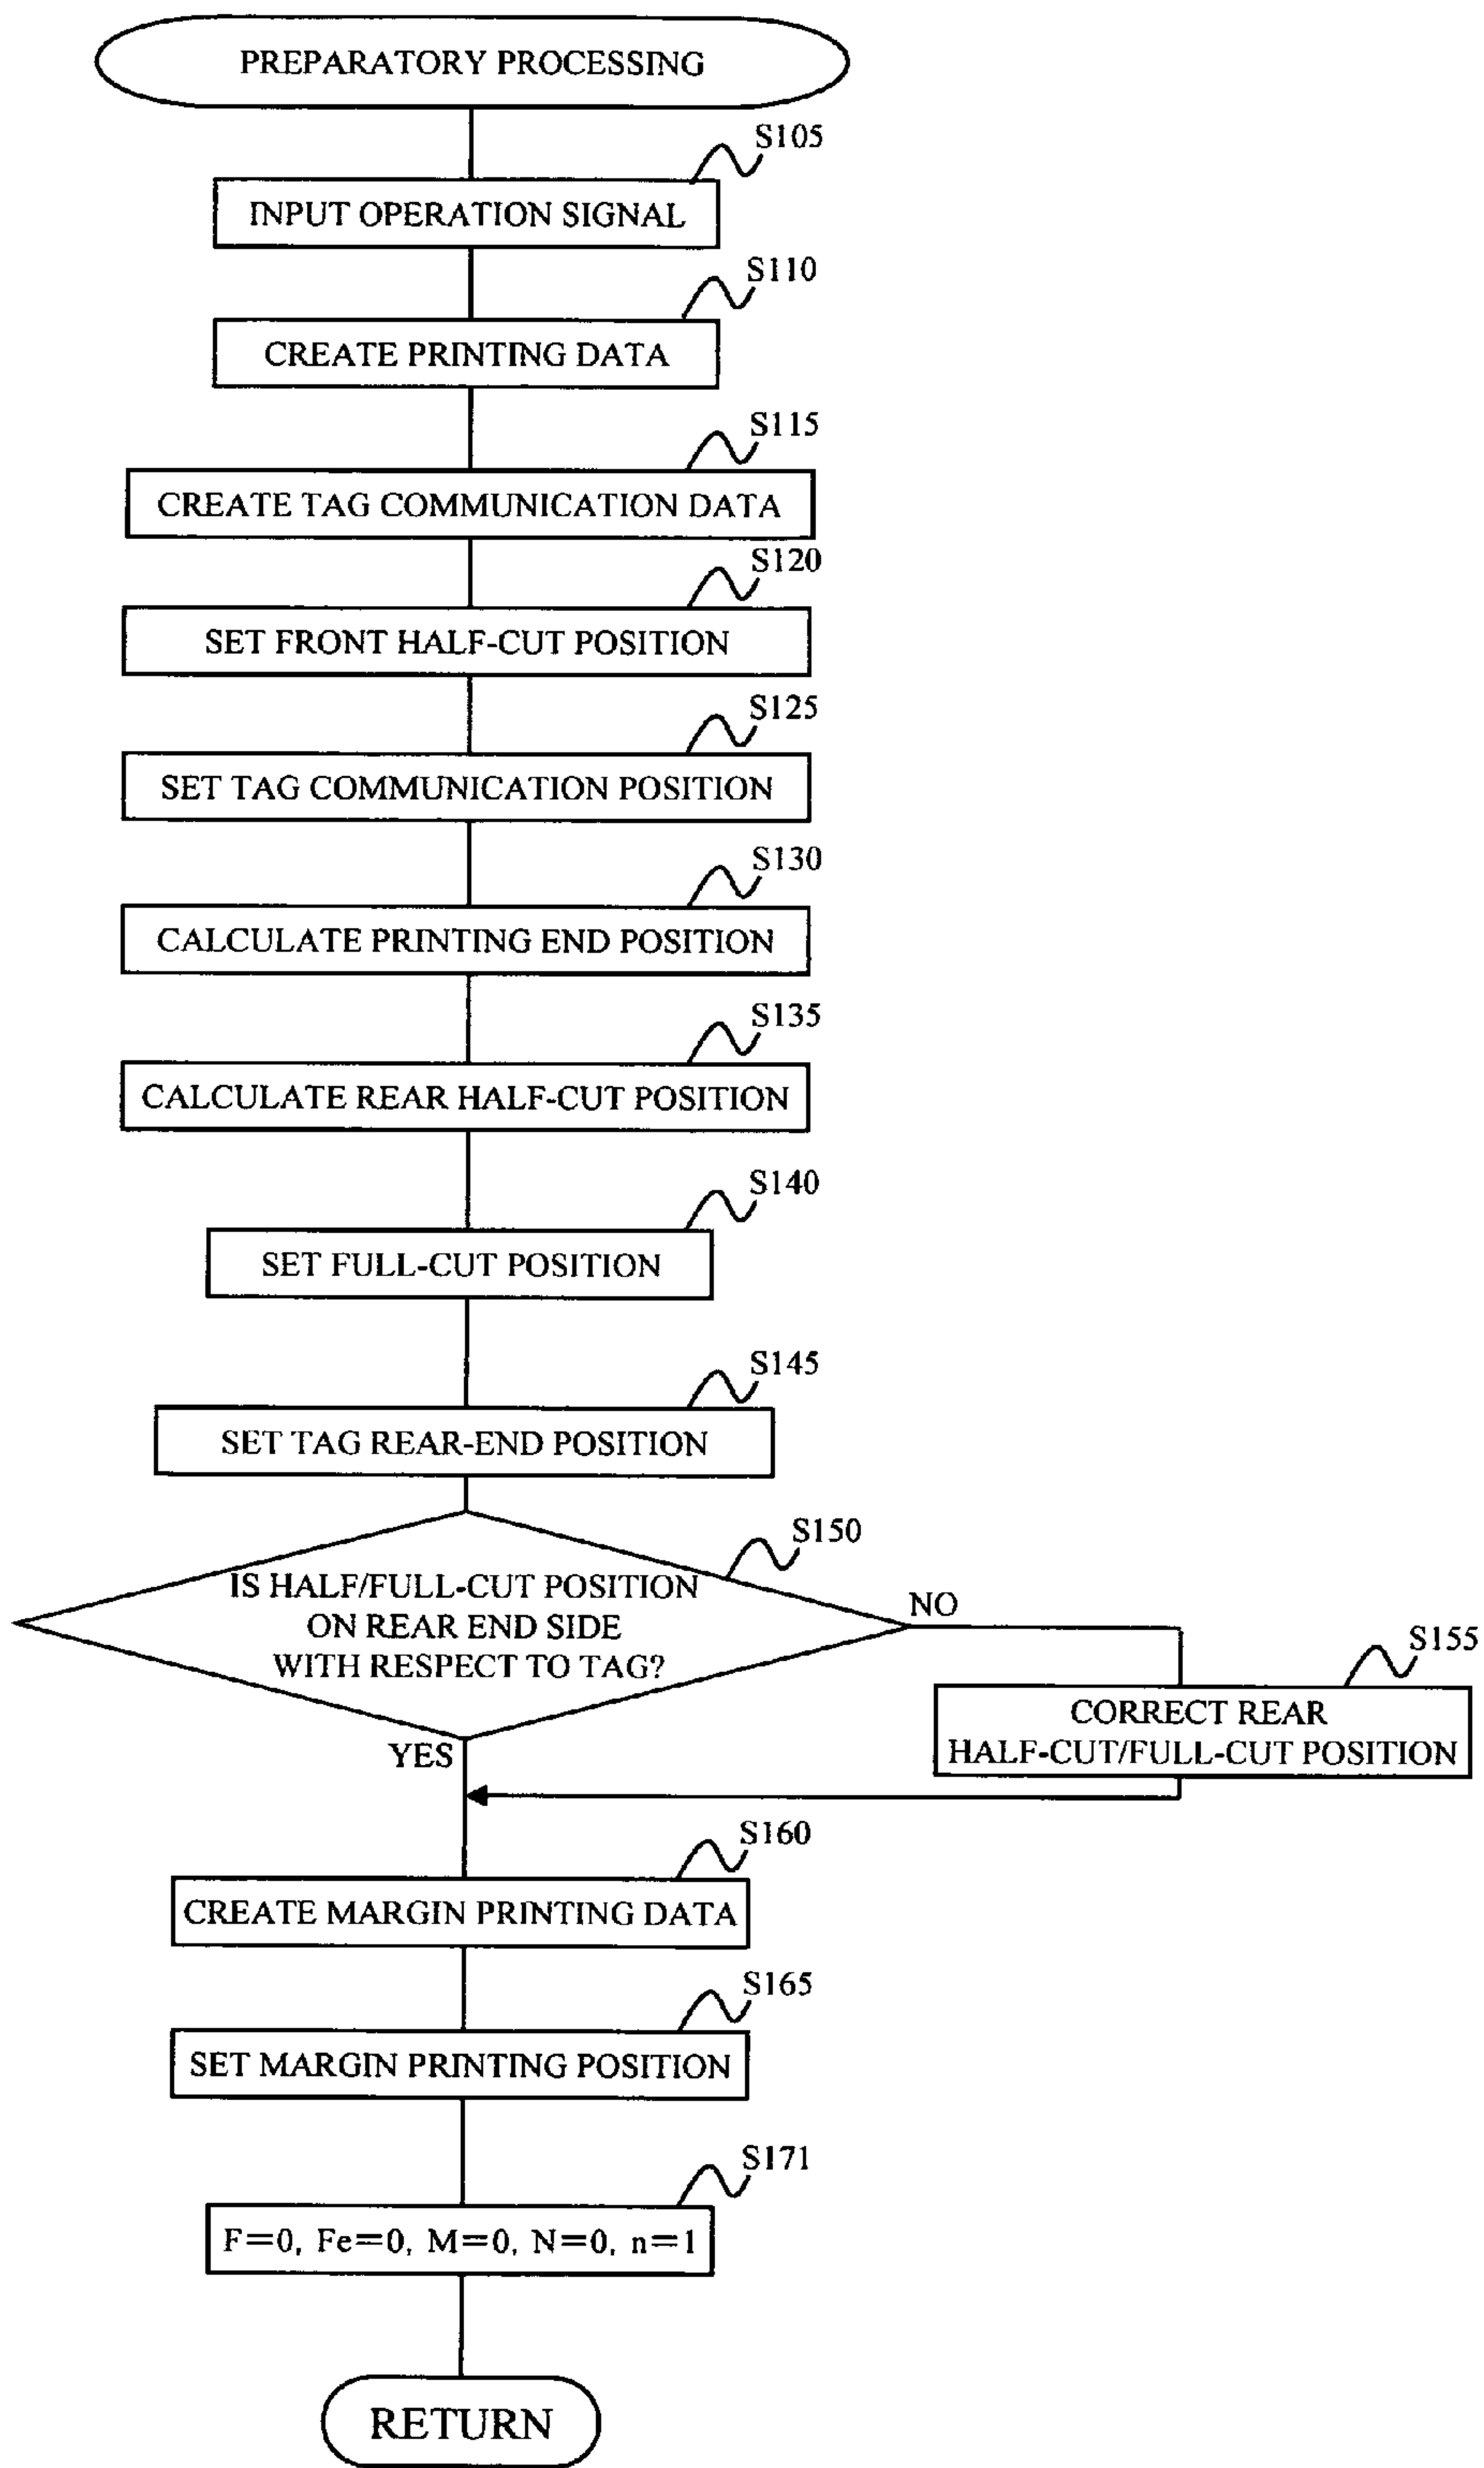 PREPARATORY PROCESSING
S105
INPUT OPERATION SIGNAL
S110
CREATE PRINTING DATA
S115
CREATE TAG COMMUNICATION DATA
S120
SET FRONT HALF-CUT POSITION
S125
SET TAG COMMUNICATION POSITION
S130
CALCULATE PRINTING END POSITION
S135
CALCULATE REAR HALF-CUT POSITION
S140
SET FULL-CUT POSITION
S145
SET TAG REAR-END POSITION
S150
IS HALF/FULL-CUT POSITION
ON REAR END SIDE
WITH RESPECT TO TAG?
NO
S155
CORRECT REAR
HALF-CUT/FULL-CUT POSITION
YES
S160
CREATE MARGIN PRINTING DATA
S165
SET MARGIN PRINTING POSITION
S171
F=0, Fe=0, M=0, N=0, n=1
RETURN